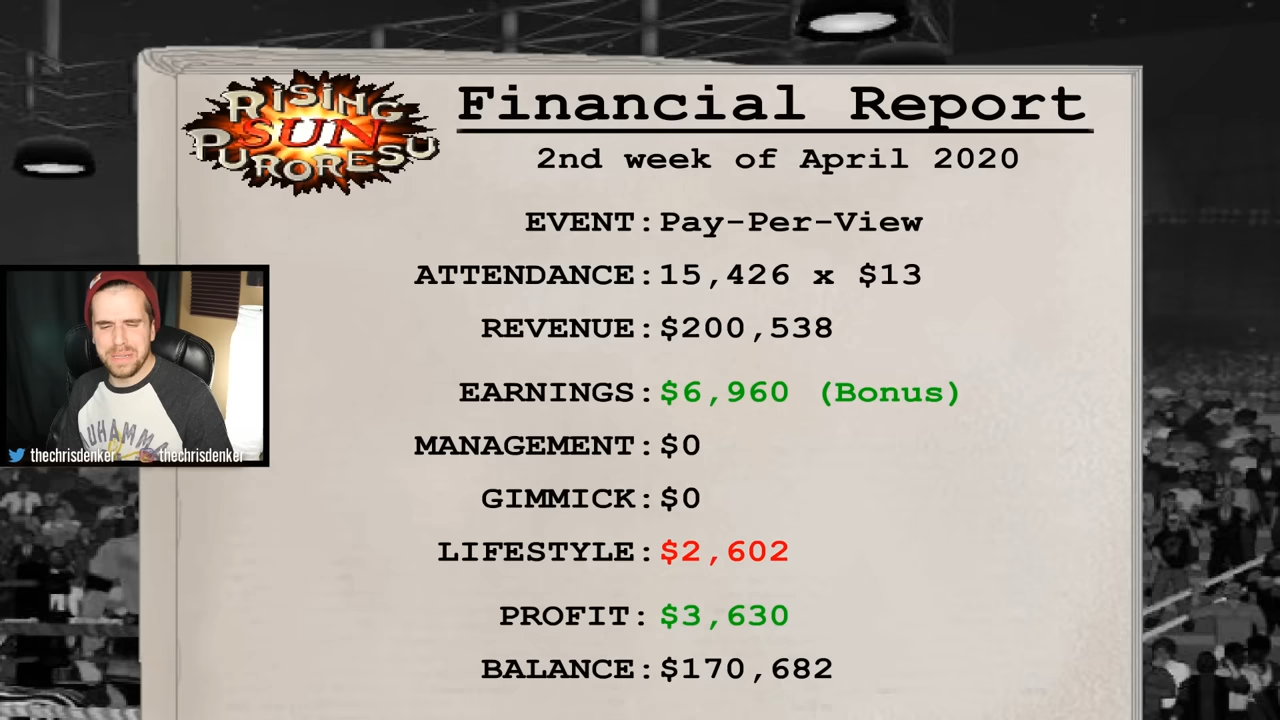 RISING
SUN
PURORESU
Financial Report
2nd week of April 2020
EVENT: Pay-Per-View
ATTENDANCE: 15,426 x $13
REVENUE: $200,538
EARNINGS: $6,960 (Bonus)
MANAGEMENT: $0
GIMMICK: $0
LIFESTYLE: $2,602
PROFIT: $3,630
BALANCE: $170,682
UHAMMA
thechrisdenker thechrisdenker